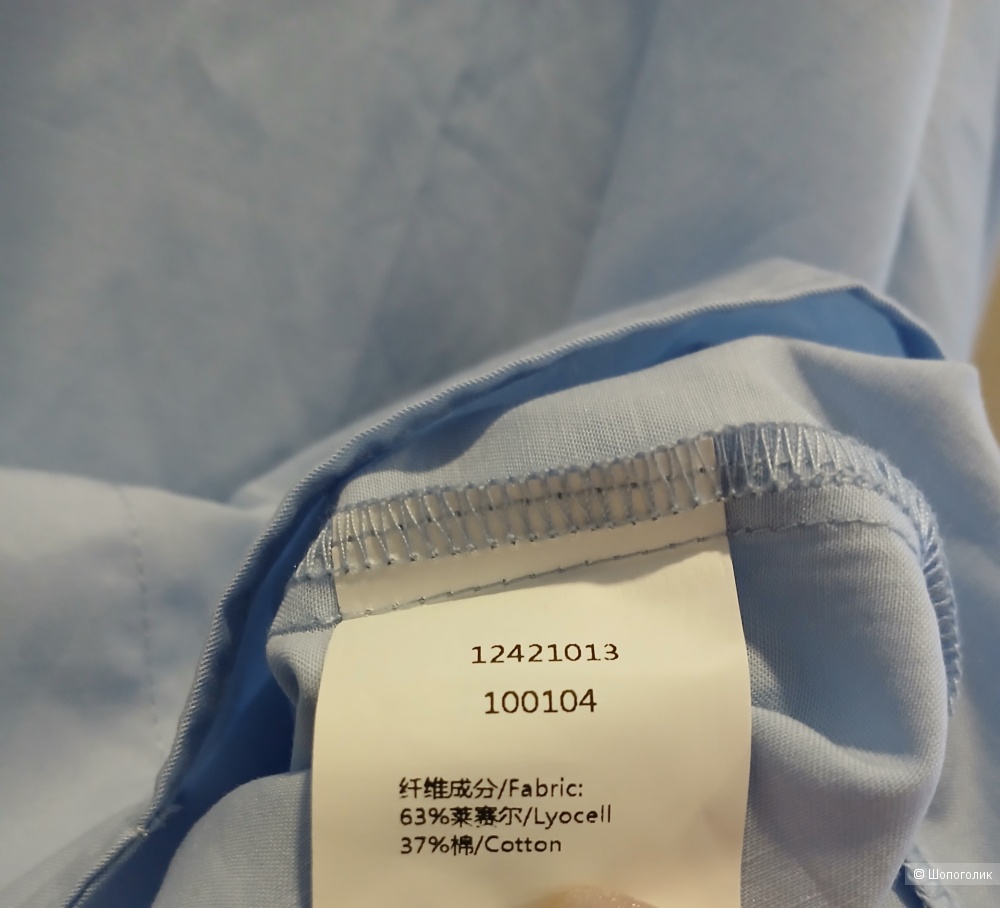 12421013
100104
纤维成分/Fabric:
63%莱赛尔/Lyocell
37%棉/Cotton
© Шопоголик